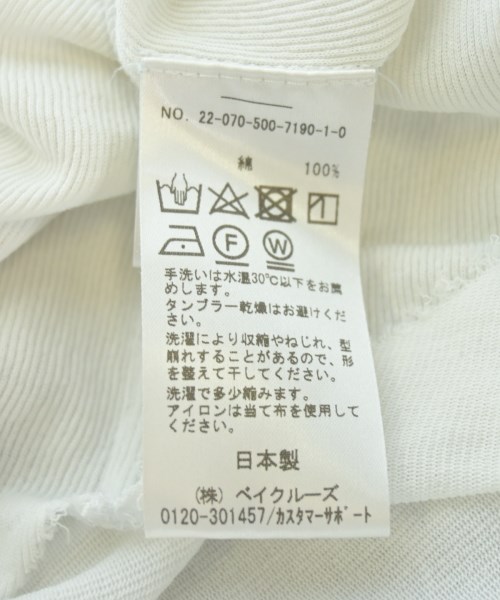 NO. 22-070-500-7190-1-0
綿 100%
F W
手洗いは水温30℃以下をお薦
めします。
タンブラー乾燥はお避けくだ
さい。
洗濯により収縮やねじれ、型
崩れすることがあるので、形
を整えて干してください。
洗濯で多少縮みます。
アイロンは当て布を使用して
ください。
日本製
(株) ベイクルーズ
0120-301457/カスタマーサポート